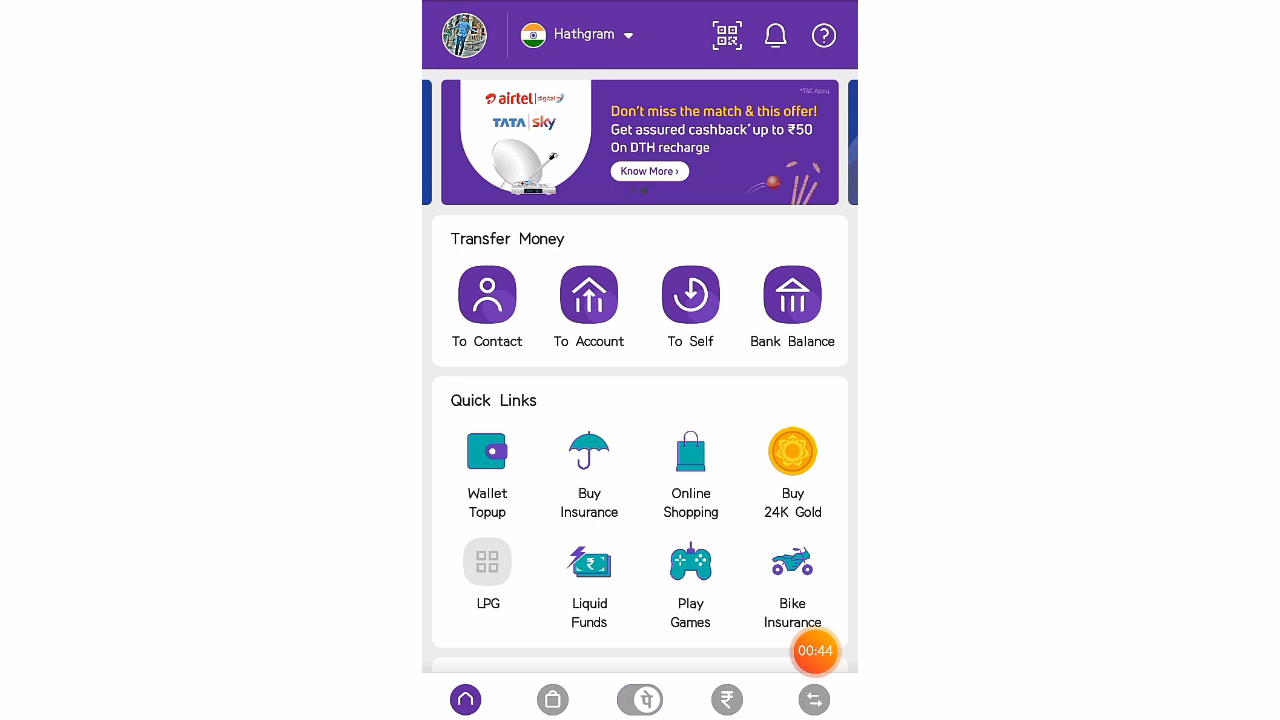 Hathgram
*T&C Apply
airtel digital TV
TATA sky
Don't miss the match & this offer!
Get assured cashback* up to ₹50
On DTH recharge
Know More ›
Transfer Money
To Contact
To Account
To Self
Bank Balance
Quick Links
Wallet Topup
Buy Insurance
Online Shopping
Buy 24K Gold
LPG
Liquid Funds
Play Games
Bike Insurance
00:44
पे
₹